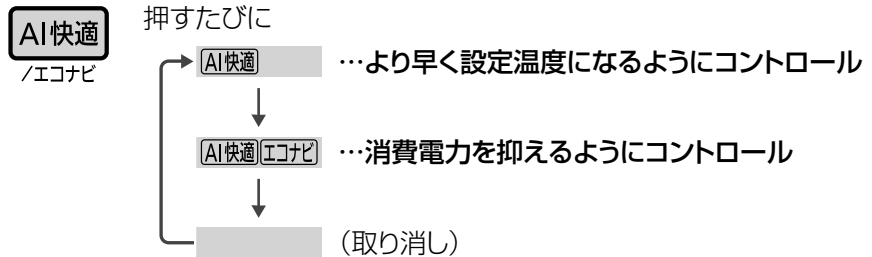 AI快適
/エコナビ
押すたびに
AI快適 …より早く設定温度になるようにコントロール
AI快適 エコナビ …消費電力を抑えるようにコントロール
（取り消し）